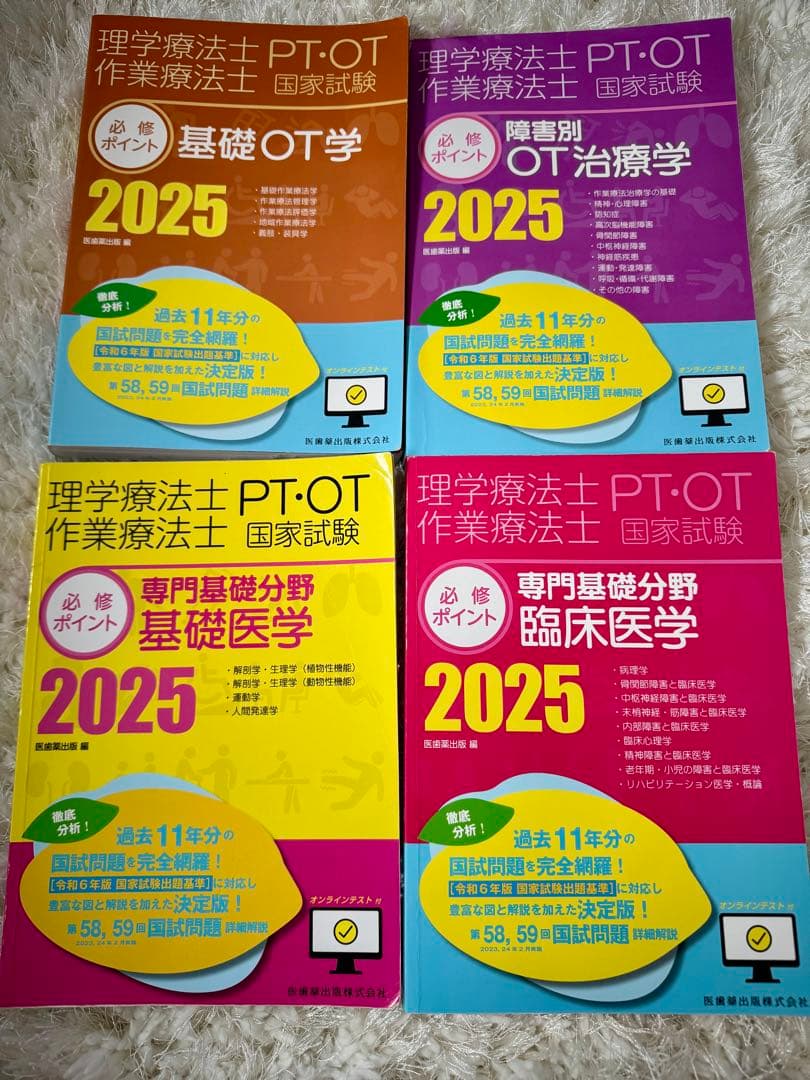 理学療法士
作業療法士
PT・OT
国家試験
必修
ポイント
基礎OT学
2025
・基礎作業療法学
・作業療法管理学
・作業療法評価学
・地域作業療法学
・義肢・装具学
医歯薬出版 編
徹底
分析！
過去11年分の
国試問題を完全網羅！
[令和6年版 国家試験出題基準]に対応し
豊富な図と解説を加えた決定版！
第58,59回国試問題詳細解説
2023, 24年2月実施
オンラインテスト付
医歯薬出版株式会社
理学療法士
作業療法士
PT・OT
国家試験
必修
ポイント
障害別
OT治療学
2025
・作業療法治療学の基礎
・精神・心理障害
・認知症
・高次脳機能障害
・骨関節障害
・中枢神経障害
・神経筋疾患
・運動・発達障害
・呼吸・循環・代謝障害
・その他の障害
医歯薬出版 編
徹底
分析！
過去11年分の
国試問題を完全網羅！
[令和6年版 国家試験出題基準]に対応し
豊富な図と解説を加えた決定版！
第58,59回国試問題詳細解説
2023, 24年2月実施
オンラインテスト付
医歯薬出版株式会社
理学療法士
作業療法士
PT・OT
国家試験
必修
ポイント
専門基礎分野
基礎医学
2025
・解剖学・生理学（植物性機能）
・解剖学・生理学（動物性機能）
・運動学
・人間発達学
医歯薬出版 編
徹底
分析！
過去11年分の
国試問題を完全網羅！
[令和6年版 国家試験出題基準]に対応し
豊富な図と解説を加えた決定版！
第58,59回国試問題詳細解説
2023, 24年2月実施
オンラインテスト付
医歯薬出版株式会社
理学療法士
作業療法士
PT・OT
国家試験
必修
ポイント
専門基礎分野
臨床医学
2025
・病理学
・骨関節障害と臨床医学
・中枢神経障害と臨床医学
・末梢神経・筋障害と臨床医学
・内部障害と臨床医学
・臨床心理学
・精神障害と臨床医学
・老年期・小児の障害と臨床医学
・リハビリテーション医学・概論
医歯薬出版 編
徹底
分析！
過去11年分の
国試問題を完全網羅！
[令和6年版 国家試験出題基準]に対応し
豊富な図と解説を加えた決定版！
第58,59回国試問題詳細解説
2023, 24年2月実施
オンラインテスト付
医歯薬出版株式会社